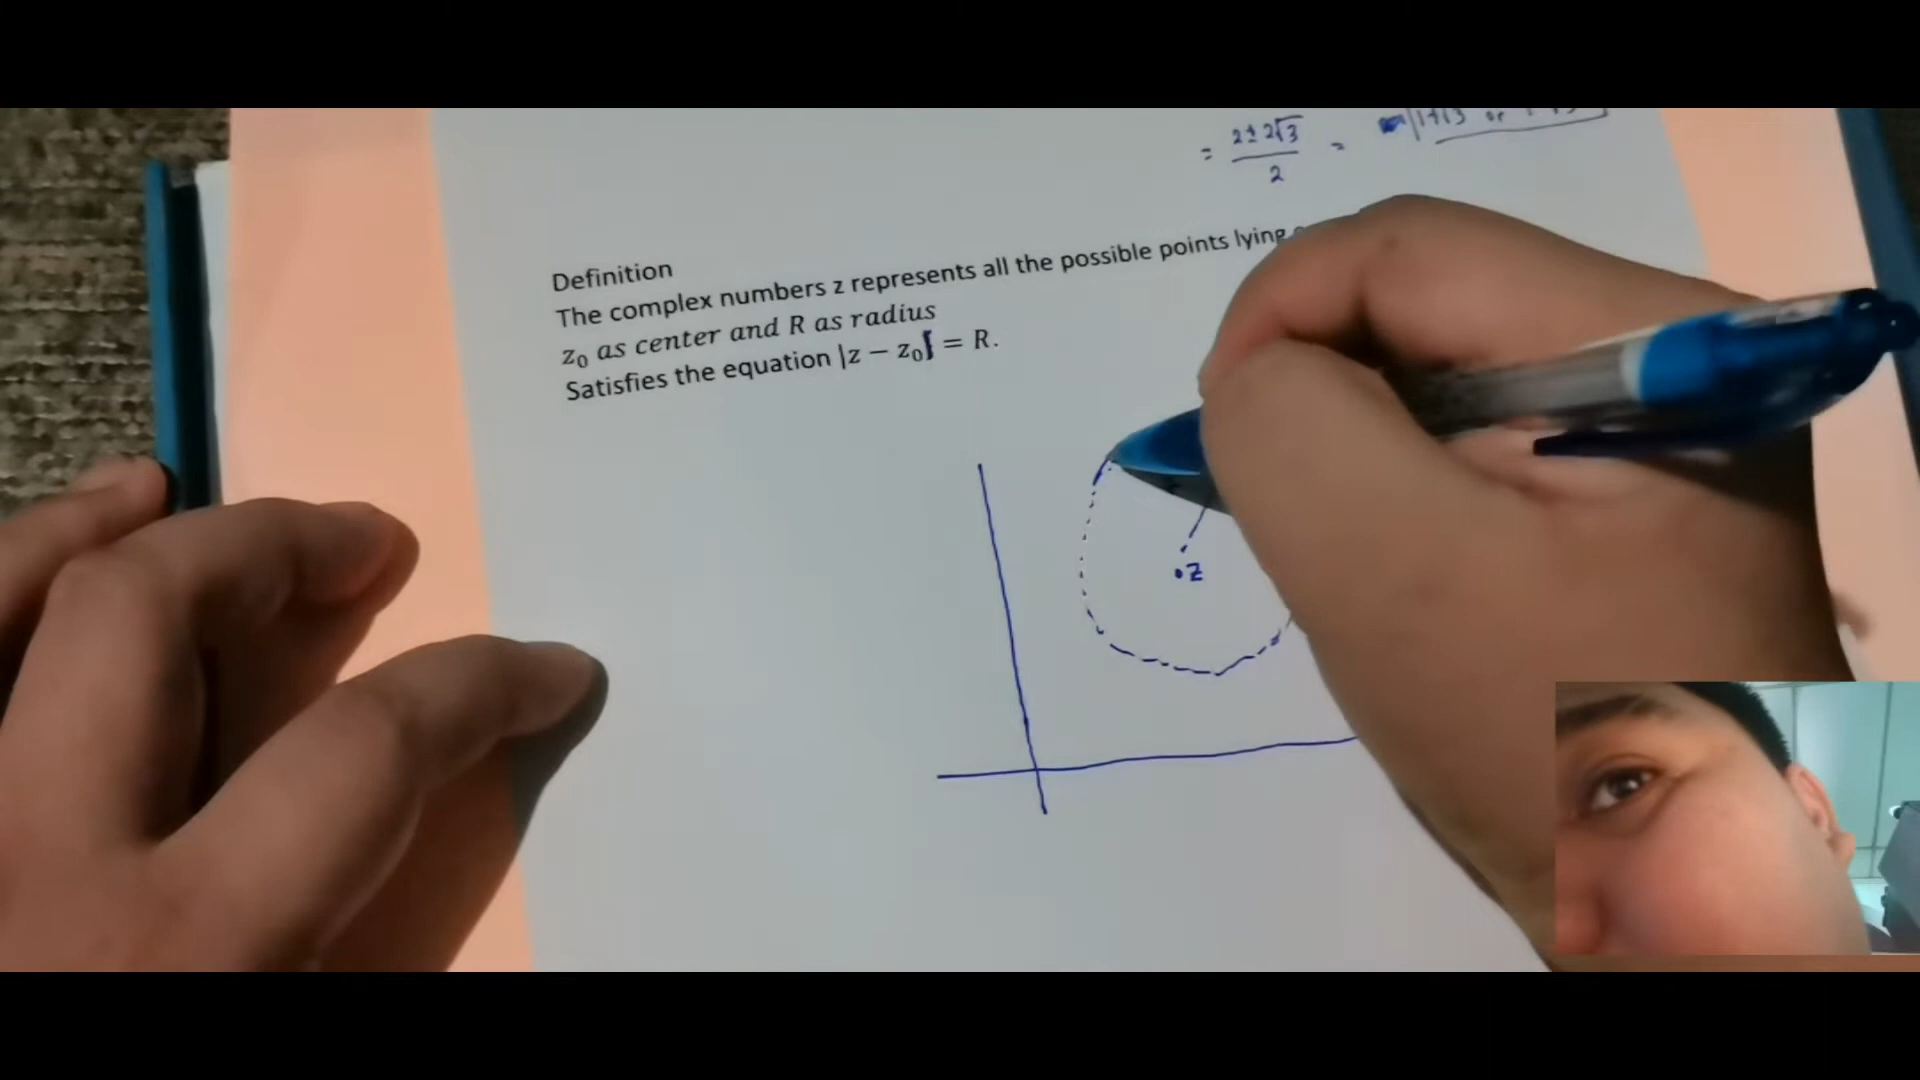 = 2 ± 2√3 / 2 =
Definition
The complex numbers z represents all the possible points lying
z₀ as center and R as radius
Satisfies the equation |z − z₀| = R.
z